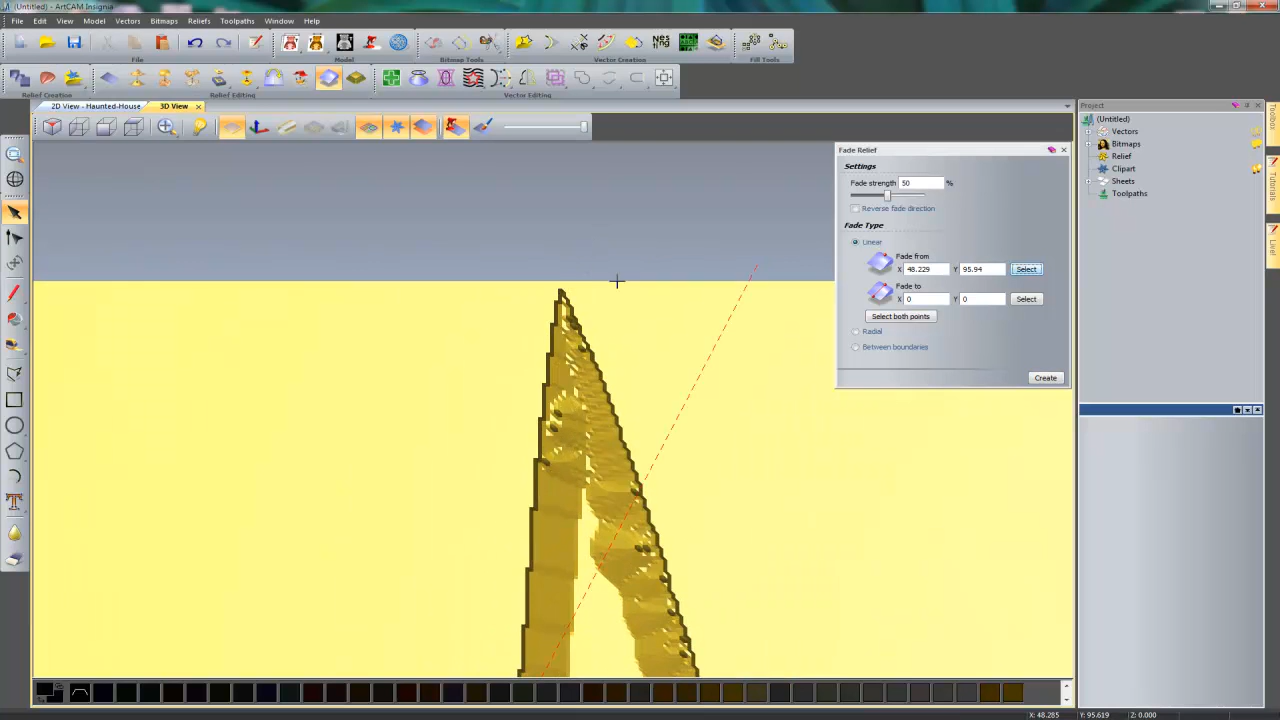 (Untitled) - ArtCAM Insignia
File Edit View Model Vectors Bitmaps Reliefs Toolpaths Window Help
File Model Bitmap Tools Vector Creation Fill Tools
NES TING
Relief Creation Relief Editing Vector Editing
2D View - Haunted-House 3D View
Project
(Untitled)
Vectors
Bitmaps
Relief
Clipart
Sheets
Toolpaths
Toolbox
Tutorials
Fade Relief
Settings
Fade strength 50 %
Reverse fade direction
Fade Type
Linear
Fade from
X 48.229 Y 95.94 Select
Fade to
X 0 Y 0 Select
Select both points
Radial
Between boundaries
Create
X: 48.285 Y: 95.619 Z: 0.000